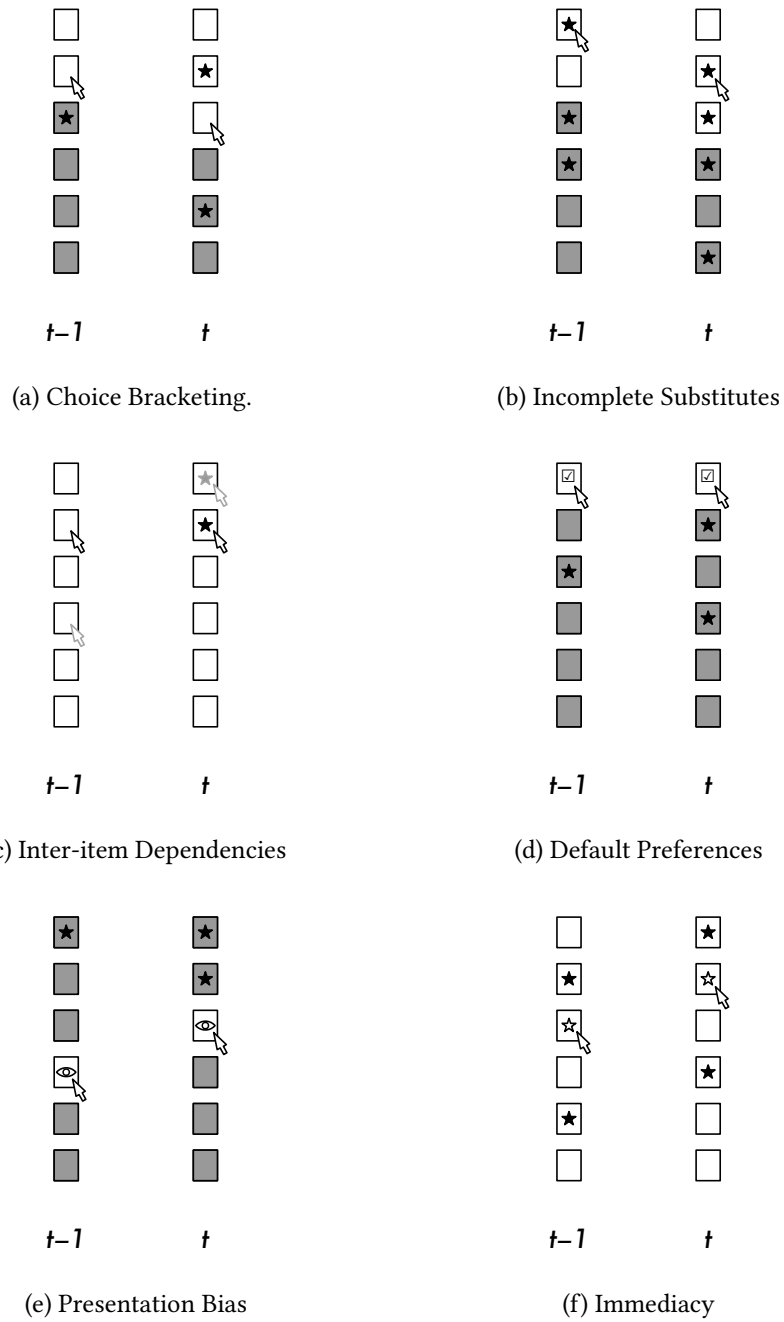 t−1 t t−1 t
(a) Choice Bracketing. (b) Incomplete Substitutes
t−1 t t−1 t
c) Inter-item Dependencies (d) Default Preferences
t−1 t t−1 t
(e) Presentation Bias (f) Immediacy